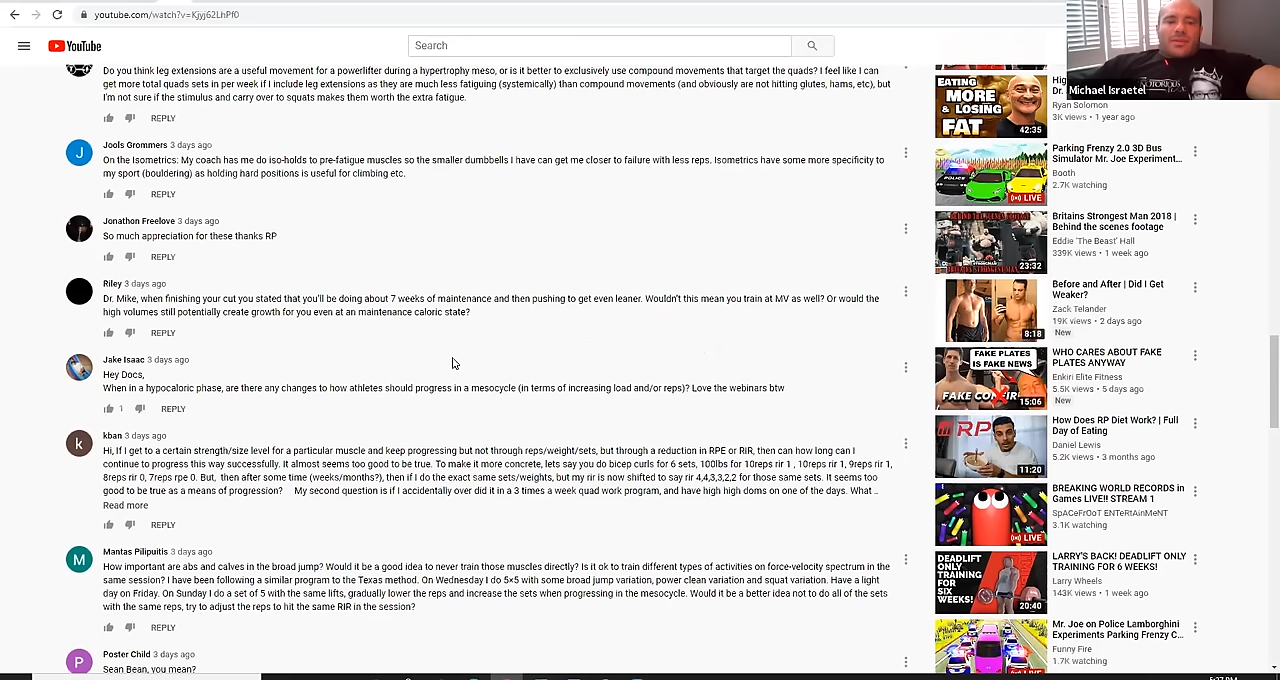 youtube.com/watch?v=Kjyj62LhPf0
YouTube
Search
Michael Israetel
Do you think leg extensions are a useful movement for a powerlifter during a hypertrophy meso, or is it better to exclusively use compound movements that target the quads? I feel like I can
get more total quads sets in per week if I include leg extensions as they are much less fatiguing (systemically) than compound movements (and obviously are not hitting glutes, hams, etc), but
I'm not sure if the stimulus and carry over to squats makes them worth the extra fatigue.
REPLY
Jools Grommers 3 days ago
On the Isometrics: My coach has me do iso-holds to pre-fatigue muscles so the smaller dumbbells I have can get me closer to failure with less reps. Isometrics have some more specificity to
my sport (bouldering) as holding hard positions is useful for climbing etc.
REPLY
Jonathon Freelove 3 days ago
So much appreciation for these thanks RP
REPLY
Riley 3 days ago
Dr. Mike, when finishing your cut you stated that you'll be doing about 7 weeks of maintenance and then pushing to get even leaner. Wouldn't this mean you train at MV as well? Or would the
high volumes still potentially create growth for you even at an maintenance caloric state?
REPLY
Jake Isaac 3 days ago
Hey Docs,
When in a hypocaloric phase, are there any changes to how athletes should progress in a mesocycle (in terms of increasing load and/or reps)? Love the webinars btw
1 REPLY
kban 3 days ago
Hi, If I get to a certain strength/size level for a particular muscle and keep progressing but not through reps/weight/sets, but through a reduction in RPE or RiR, then can how long can I
continue to progress this way successfully. It almost seems too good to be true. To make it more concrete, lets say you do bicep curls for 6 sets, 100lbs for 10reps rir 1 , 10reps rir 1, 9reps rir 1,
8reps rir 0, 7reps rpe 0. But, then after some time (weeks/months?), then if I do the exact same sets/weights, but my rir is now shifted to say rir 4,4,3,3,2,2 for those same sets. It seems too
good to be true as a means of progression? My second question is if I accidentally over did it in a 3 times a week quad work program, and have high high doms on one of the days. What ..
Read more
REPLY
Mantas Pilipuitis 3 days ago
How important are abs and calves in the broad jump? Would it be a good idea to never train those muscles directly? Is it ok to train different types of activities on force-velocity spectrum in the
same session? I have been following a similar program to the Texas method. On Wednesday I do 5×5 with some broad jump variation, power clean variation and squat variation. Have a light
day on Friday. On Sunday I do a set of 5 with the same lifts, gradually lower the reps and increase the sets when progressing in the mesocycle. Would it be a better idea not to do all of the sets
with the same reps, try to adjust the reps to hit the same RIR in the session?
REPLY
Poster Child 3 days ago
Sean Bean, you mean?
EATING
MORE
& LOSING
FAT
42:35
Dr.
Ryan Solomon
3K views • 1 year ago
POLICE
LIVE
Parking Frenzy 2.0 3D Bus
Simulator Mr. Joe Experiment...
Booth
2.7K watching
23:32
Britains Strongest Man 2018 |
Behind the scenes footage
Eddie 'The Beast' Hall
339K views • 1 week ago
8:18
Before and After | Did I Get
Weaker?
Zack Telander
19K views • 2 days ago
New
FAKE PLATES
IS FAKE NEWS
15:06
WHO CARES ABOUT FAKE
PLATES ANYWAY
Enkiri Elite Fitness
5.5K views • 5 days ago
New
RP
11:20
How Does RP Diet Work? | Full
Day of Eating
Daniel Lewis
5.2K views • 3 months ago
LIVE
BREAKING WORLD RECORDS in
Games LIVE!! STREAM 1
SpACeFrOoT ENTeRtAinMeNT
3.1K watching
DEADLIFT
ONLY
TRAINING
FOR
SIX
WEEKS!
20:40
LARRY'S BACK! DEADLIFT ONLY
TRAINING FOR 6 WEEKS!
Larry Wheels
143K views • 1 week ago
Mr. Joe on Police Lamborghini
Experiments Parking Frenzy C...
Funny Fire
1.7K watching